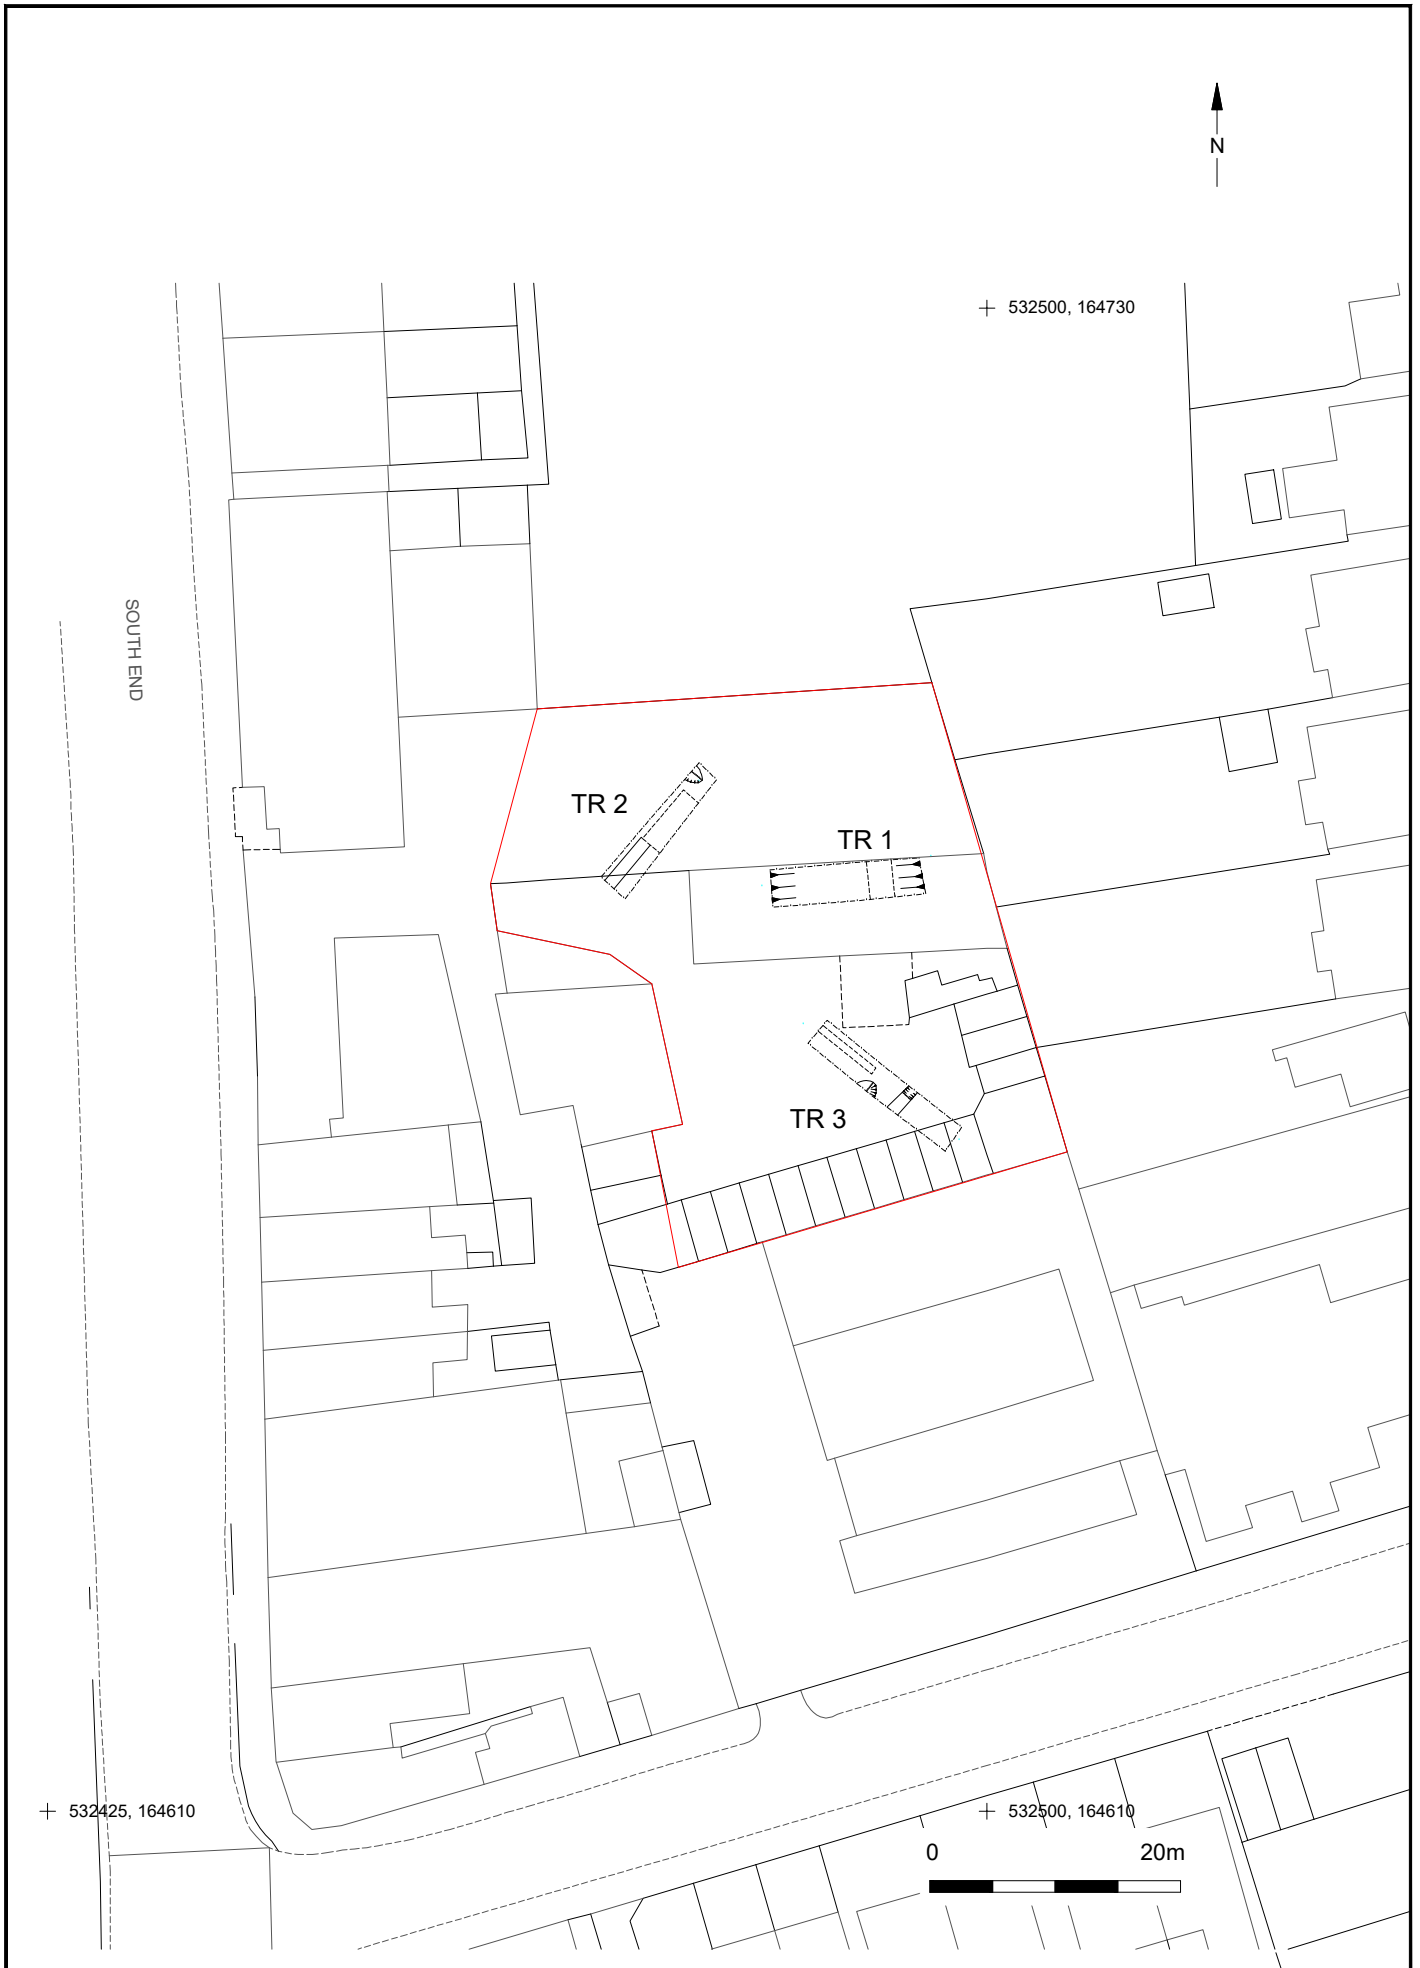 N
532500, 164730
SOUTH END
TR 2
TR 1
TR 3
532425, 164610
532500, 164610
0 20m